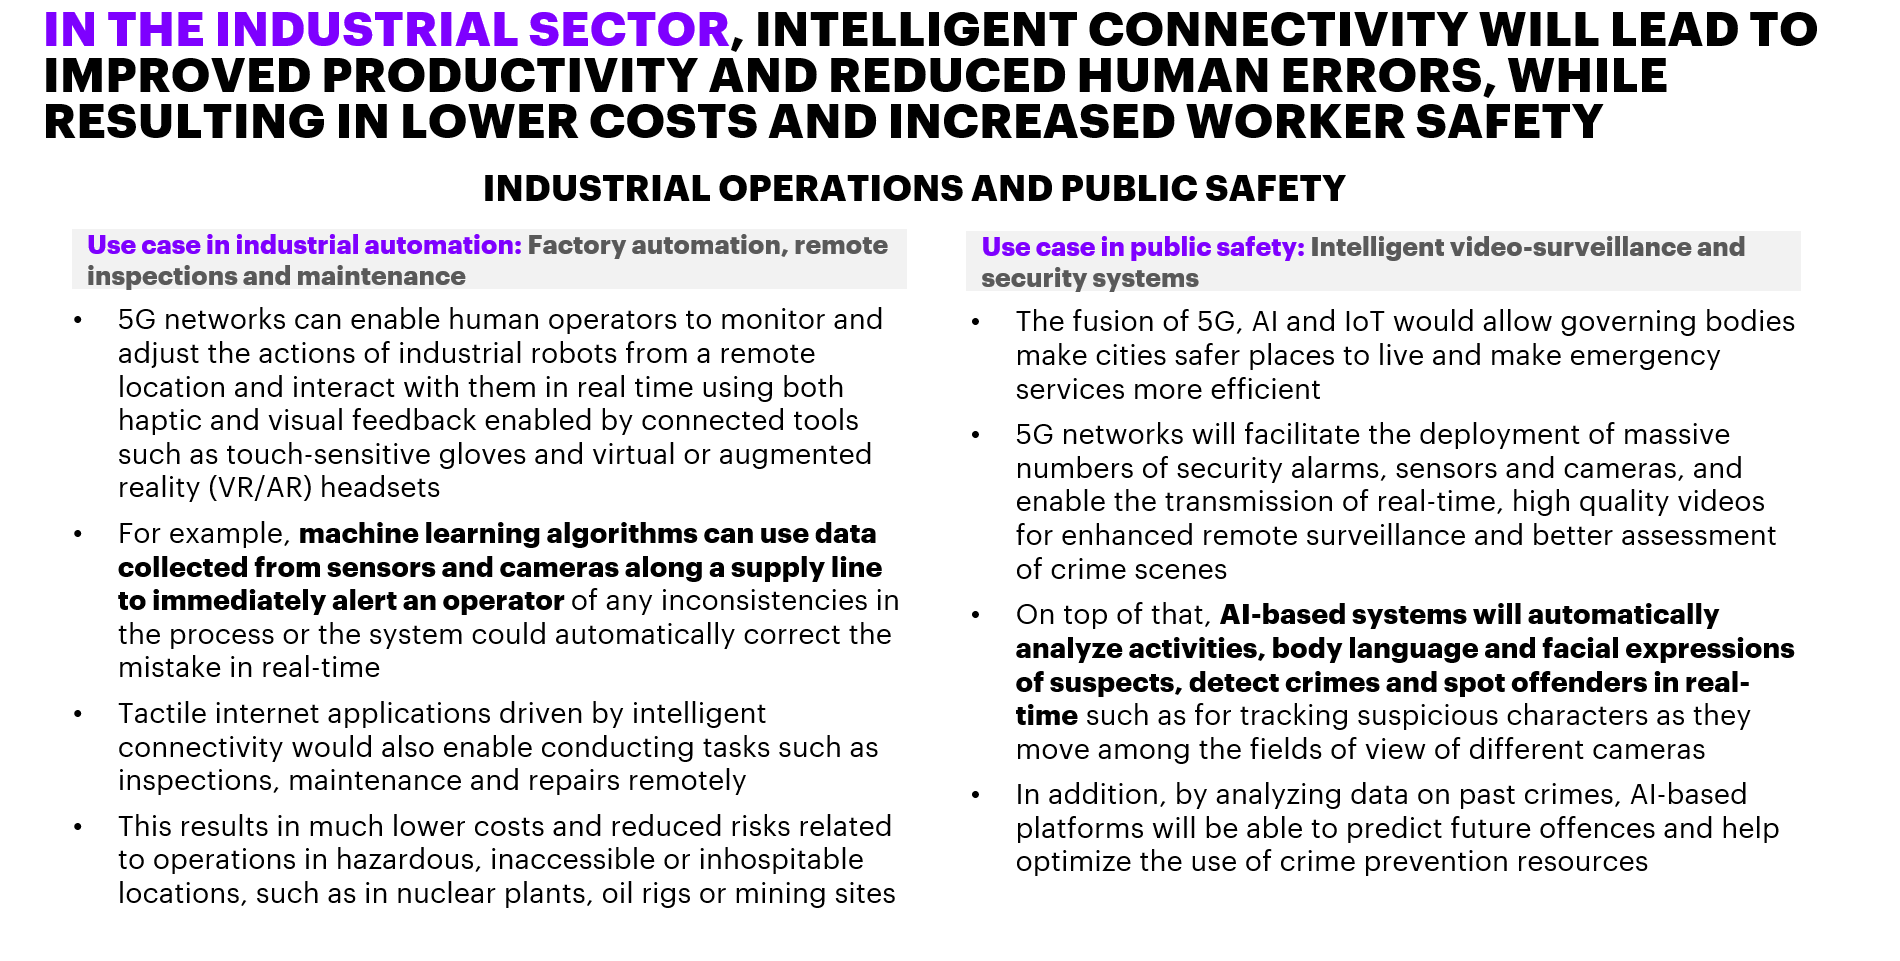 IN THE INDUSTRIAL SECTOR, INTELLIGENT CONNECTIVITY WILL LEAD TO
IMPROVED PRODUCTIVITY AND REDUCED HUMAN ERRORS, WHILE
RESULTING IN LOWER COSTS AND INCREASED WORKER SAFETY
INDUSTRIAL OPERATIONS AND PUBLIC SAFETY
Use case in industrial automation: Factory automation, remote
inspections and maintenance
• 5G networks can enable human operators to monitor and
adjust the actions of industrial robots from a remote
location and interact with them in real time using both
haptic and visual feedback enabled by connected tools
such as touch-sensitive gloves and virtual or augmented
reality (VR/AR) headsets
• For example, machine learning algorithms can use data
collected from sensors and cameras along a supply line
to immediately alert an operator of any inconsistencies in
the process or the system could automatically correct the
mistake in real-time
• Tactile internet applications driven by intelligent
connectivity would also enable conducting tasks such as
inspections, maintenance and repairs remotely
• This results in much lower costs and reduced risks related
to operations in hazardous, inaccessible or inhospitable
locations, such as in nuclear plants, oil rigs or mining sites
Use case in public safety: Intelligent video-surveillance and
security systems
• The fusion of 5G, AI and IoT would allow governing bodies
make cities safer places to live and make emergency
services more efficient
• 5G networks will facilitate the deployment of massive
numbers of security alarms, sensors and cameras, and
enable the transmission of real-time, high quality videos
for enhanced remote surveillance and better assessment
of crime scenes
• On top of that, AI-based systems will automatically
analyze activities, body language and facial expressions
of suspects, detect crimes and spot offenders in real-
time such as for tracking suspicious characters as they
move among the fields of view of different cameras
• In addition, by analyzing data on past crimes, AI-based
platforms will be able to predict future offences and help
optimize the use of crime prevention resources